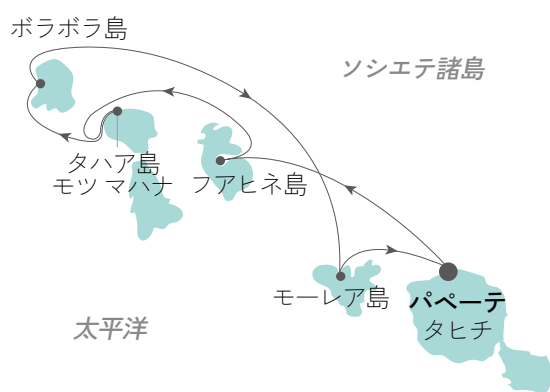 ボラボラ島
ソシエテ諸島
タハア島
モツ マハナ
フアヒネ島
モーレア島
パペーテ
タヒチ
太平洋